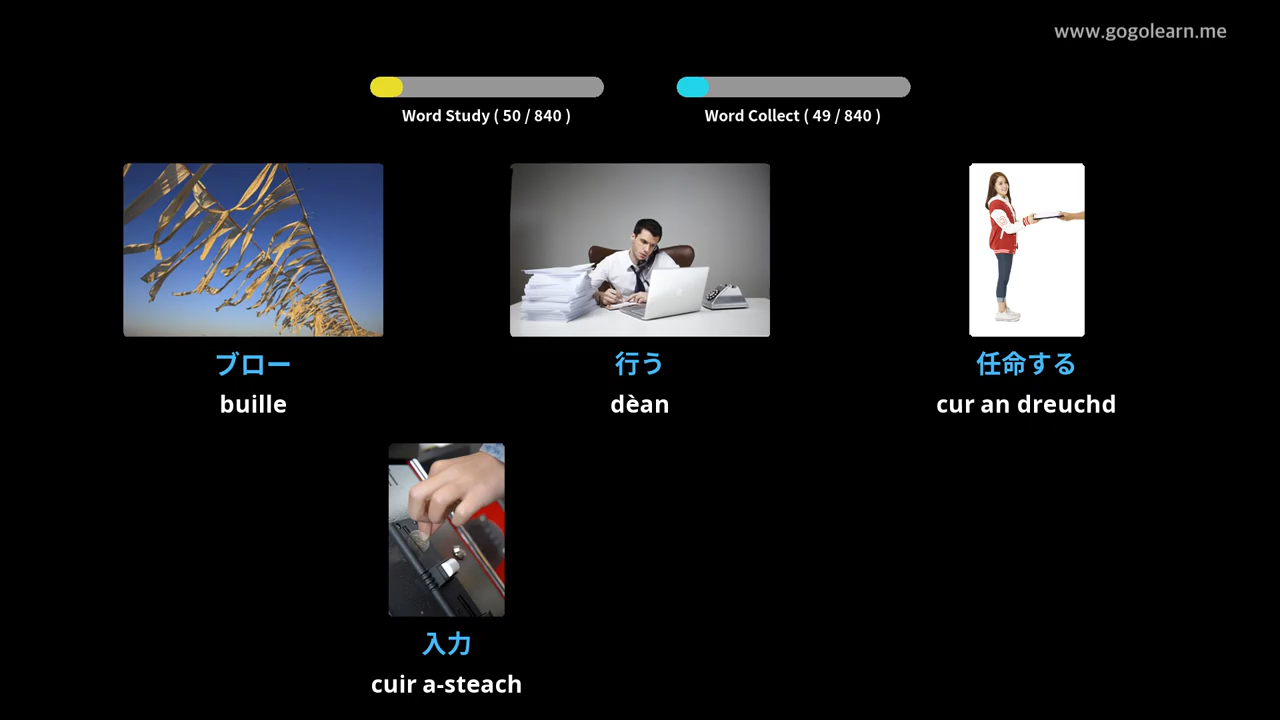 www.gogolearn.me
Word Study ( 50 / 840 )
Word Collect ( 49 / 840 )
ブロー
buille
行う
dèan
任命する
cur an dreuchd
入力
cuir a-steach